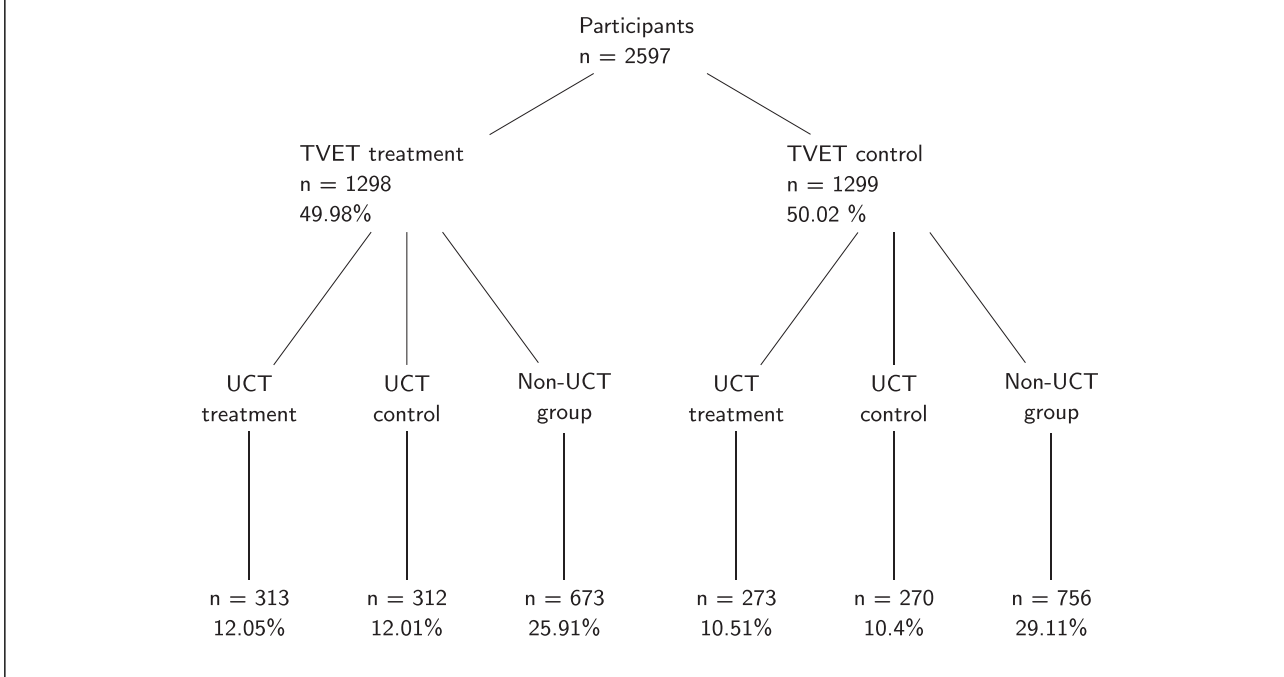 Participants
n = 2597
TVET treatment
n = 1298
49.98%
TVET control
n = 1299
50.02 %
UCT
treatment
UCT
control
Non-UCT
group
UCT
treatment
UCT
control
Non-UCT
group
n = 313
12.05%
n = 312
12.01%
n = 673
25.91%
n = 273
10.51%
n = 270
10.4%
n = 756
29.11%